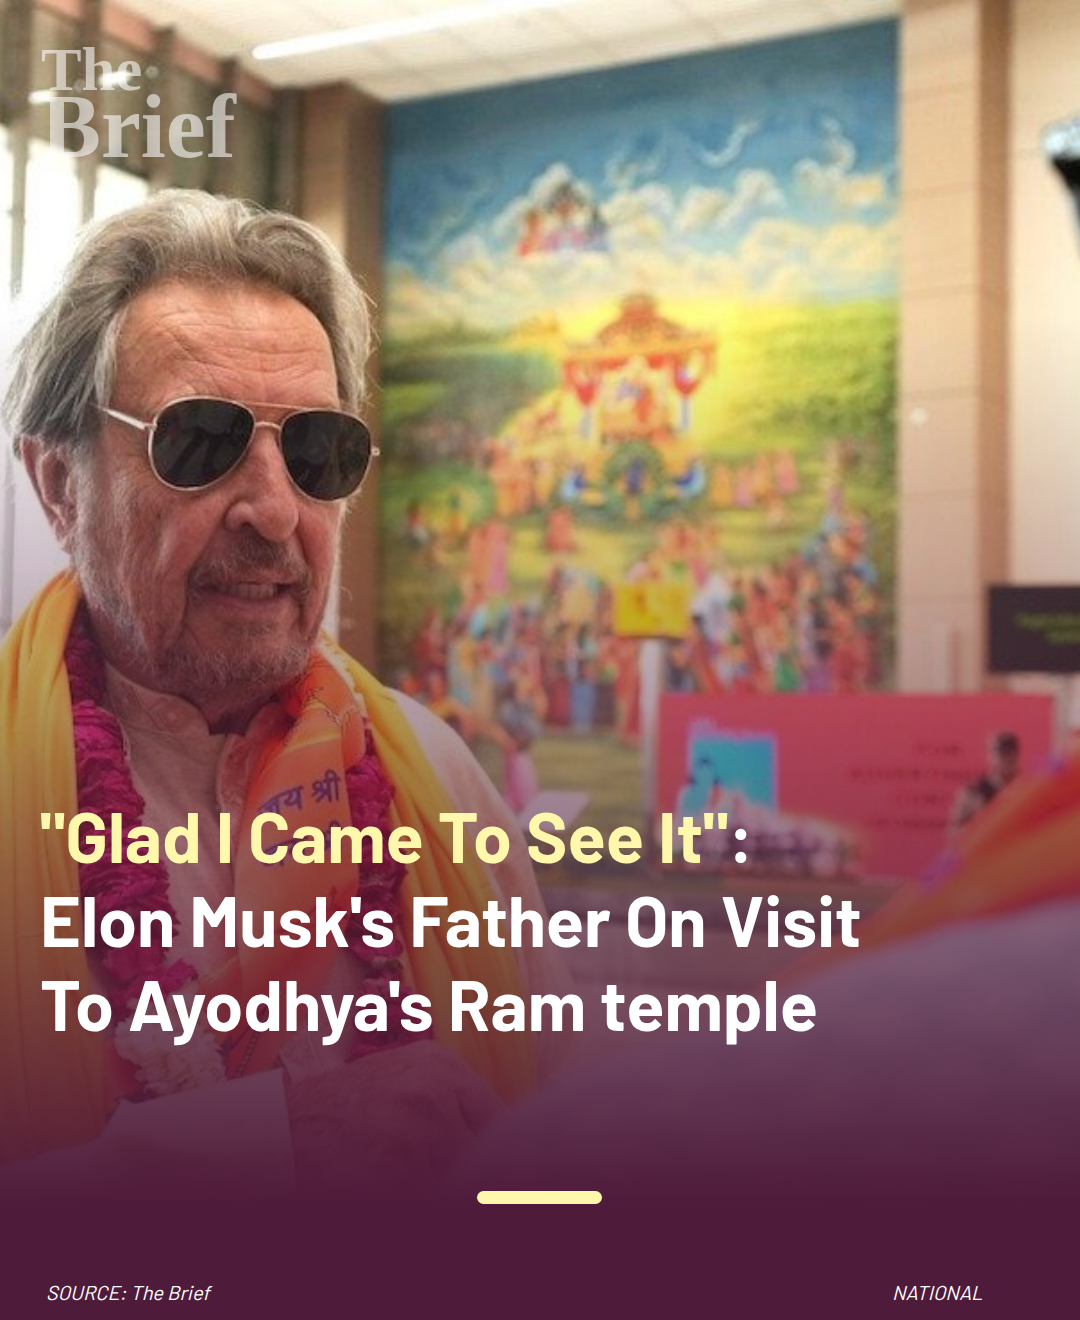 The
Brief
जय श्री
"Glad I Came To See It":
Elon Musk's Father On Visit
To Ayodhya's Ram temple
SOURCE: The Brief
NATIONAL